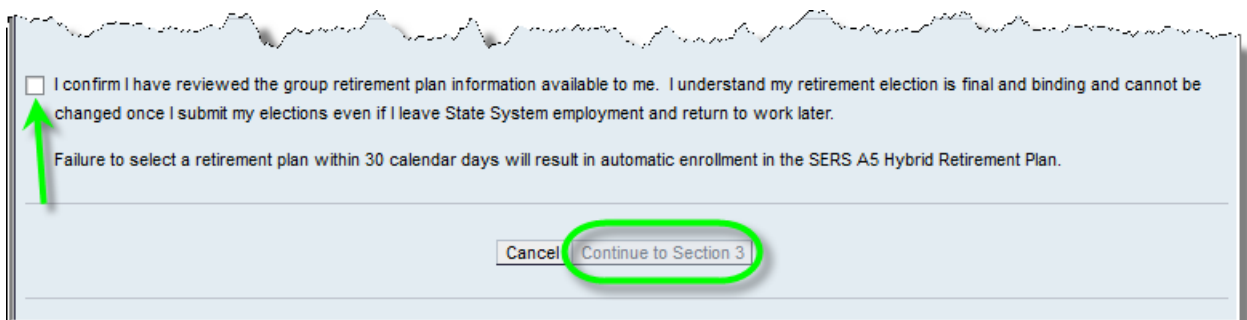 I confirm I have reviewed the group retirement plan information available to me.  I understand my retirement election is final and binding and cannot be
changed once I submit my elections even if I leave State System employment and return to work later.
Failure to select a retirement plan within 30 calendar days will result in automatic enrollment in the SERS A5 Hybrid Retirement Plan.
Cancel Continue to Section 3